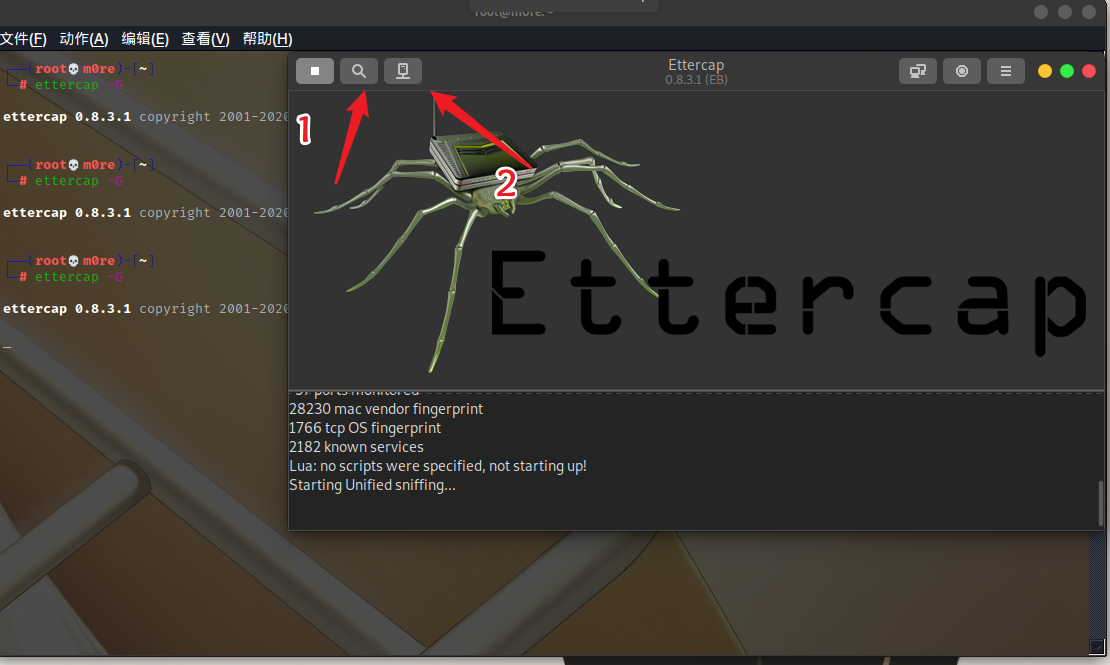 root@m0re: ~
文件(F) 动作(A) 编辑(E) 查看(V) 帮助(H)
(root💀m0re)-[~]
# ettercap -G
ettercap 0.8.3.1 copyright 2001-2020
(root💀m0re)-[~]
# ettercap -G
ettercap 0.8.3.1 copyright 2001-2020
(root💀m0re)-[~]
# ettercap -G
ettercap 0.8.3.1 copyright 2001-2020
Ettercap
0.8.3.1 (EB)
1
2
Ettercap
57 ports monitored
28230 mac vendor fingerprint
1766 tcp OS fingerprint
2182 known services
Lua: no scripts were specified, not starting up!
Starting Unified sniffing...